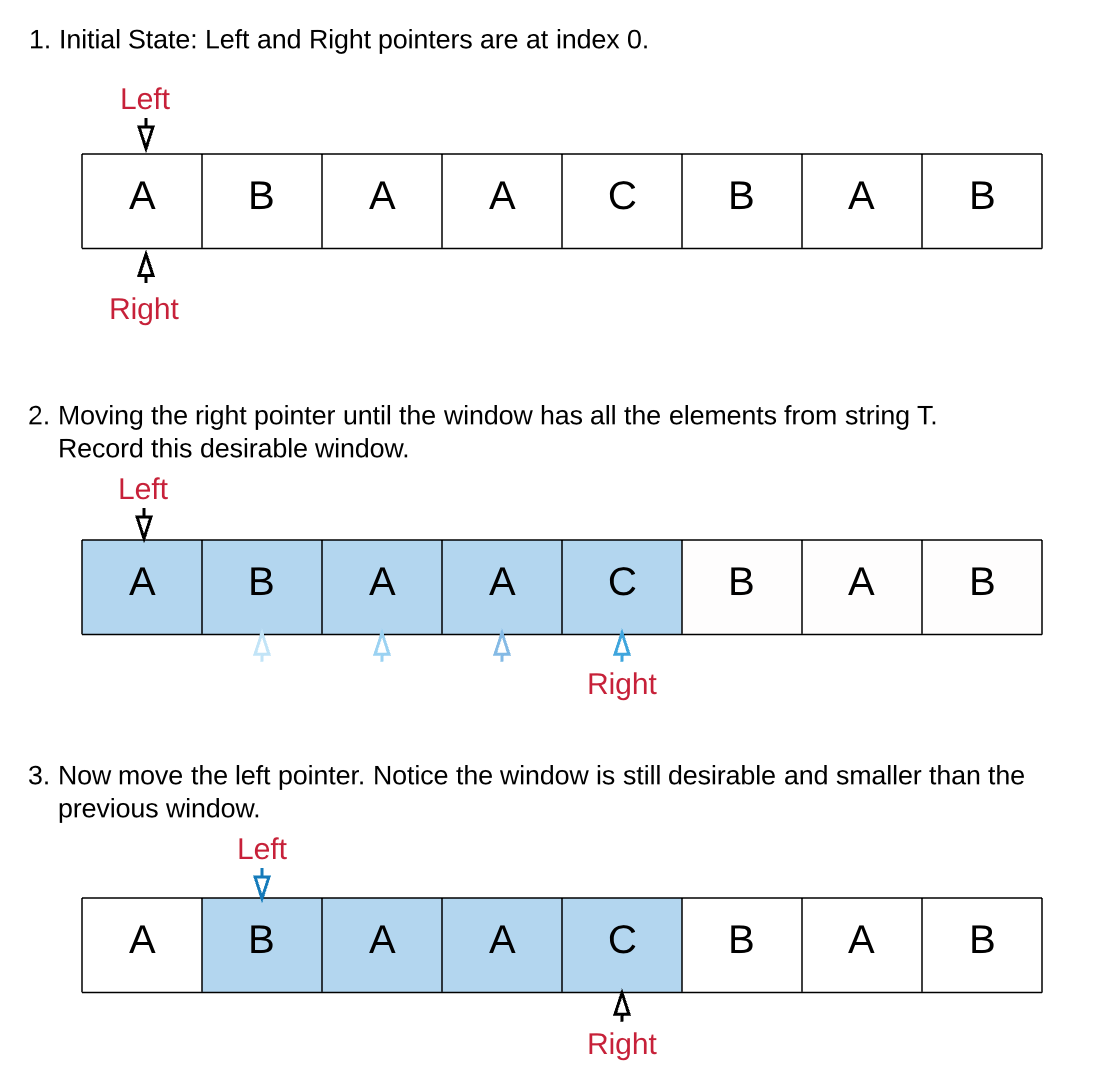 1. Initial State: Left and Right pointers are at index 0.
Left
A B A A C B A B
Right
2. Moving the right pointer until the window has all the elements from string T.
Record this desirable window.
Left
A B A A C B A B
Right
3. Now move the left pointer. Notice the window is still desirable and smaller than the
previous window.
Left
A B A A C B A B
Right